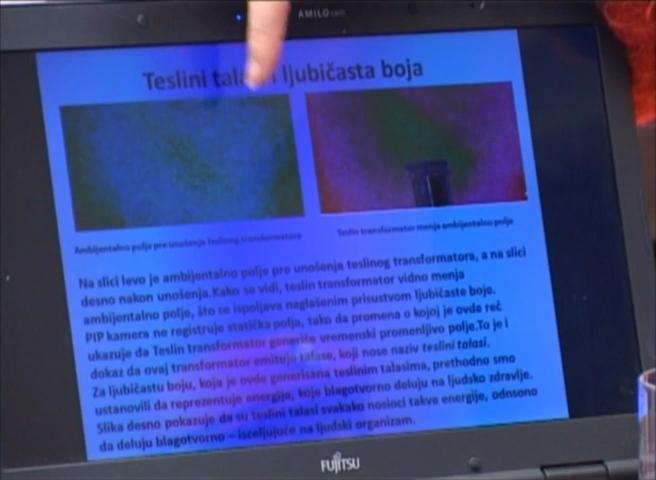 AMILO
Teslini talasi i ljubičasta boja
Ambijentalno polje pre unošenja Teslinog transformatora
Teslin transformator menja ambijentalno polje
Na slici levo je ambijentalno polje pre unošenja teslinog transformatora, a na slici
desno nakon unošenja.Kako se vidi, teslin transformator vidno menja
ambijentalno polje, što se ispoljava naglašenim prisustvom ljubičaste boje.
PIP kamera ne registruje statička polja, tako da promena o kojoj je ovde reč
ukazuje da Teslin transformator generiše vremenski promenljivo polje.To je i
dokaz da ovaj transformator emituje talase, koji nose naziv teslini talasi.
Za ljubičastu boju, koja je ovde generisana teslinim talasima, prethodno smo
ustanovili da reprezentuje energije, koje blagotvorno deluju na ljudsko zdravlje.
Slika desno pokazuje da su teslini talasi svakako nosioci takve energije, odnsono
da deluju blagotvorno – isceljujuće na ljudski organizam.
FUJITSU